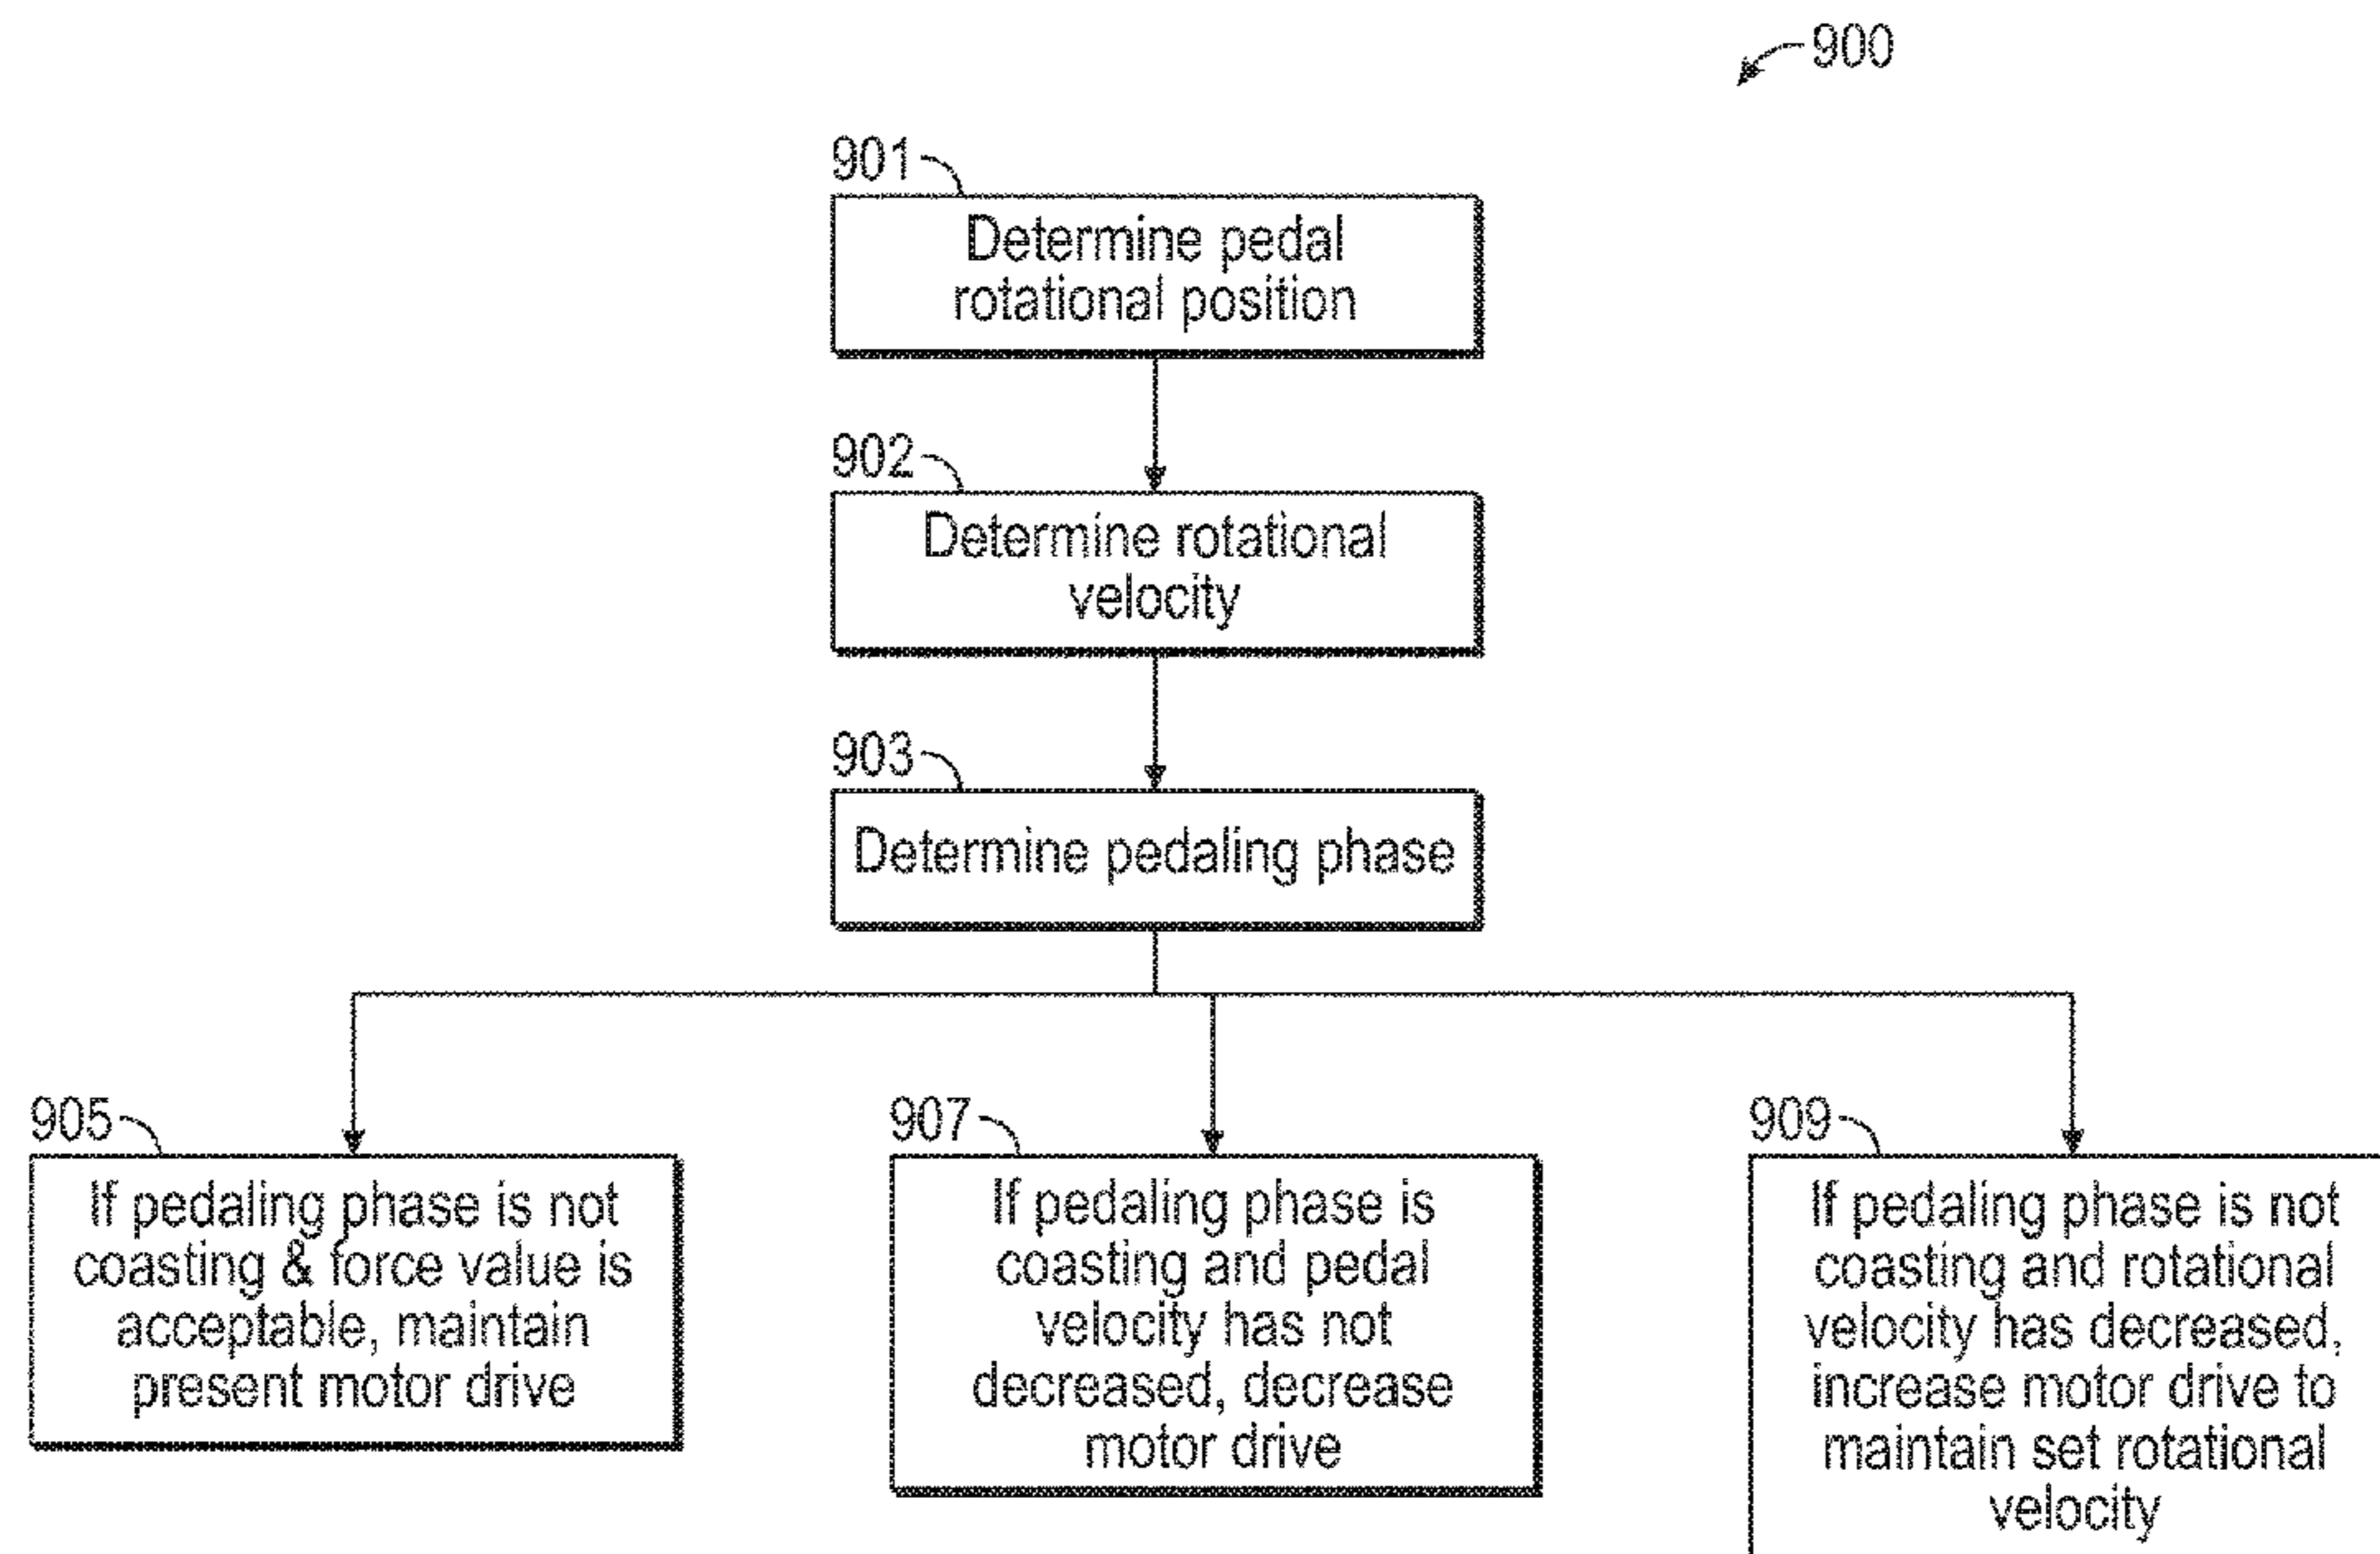 900
901
Determine pedal
rotational position
902
Determine rotational
velocity
903
Determine pedaling phase
905
If pedaling phase is not
coasting & force value is
acceptable, maintain
present motor drive
907
If pedaling phase is
coasting and pedal
velocity has not
decreased, decrease
motor drive
909
If pedaling phase is not
coasting and rotational
velocity has decreased,
increase motor drive to
maintain set rotational
velocity